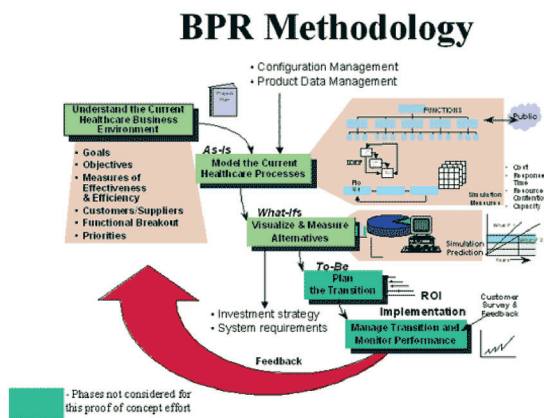 BPR Methodology
• Configuration Management
• Product Data Management
Understand the Current
Healthcare Business
Environment
• Goals
• Objectives
• Measures of
Effectiveness
& Efficiency
• Customers/Suppliers
• Functional Breakout
• Priorities
As-Is
Model the Current
Healthcare Processes
FUNCTIONS
Public
IDEF
Simulation
Measures
• Cost
• Response
Time
• Resource
Contention
• Capacity
What-Ifs
Visualize & Measure
Alternatives
Simulation
Prediction
To-Be
Plan
the Transition
ROI
• Investment strategy
• System requirements
Implementation
Manage Transition and
Monitor Performance
Customer
Survey &
Feedback
Feedback
- Phases not considered for
this proof of concept effort